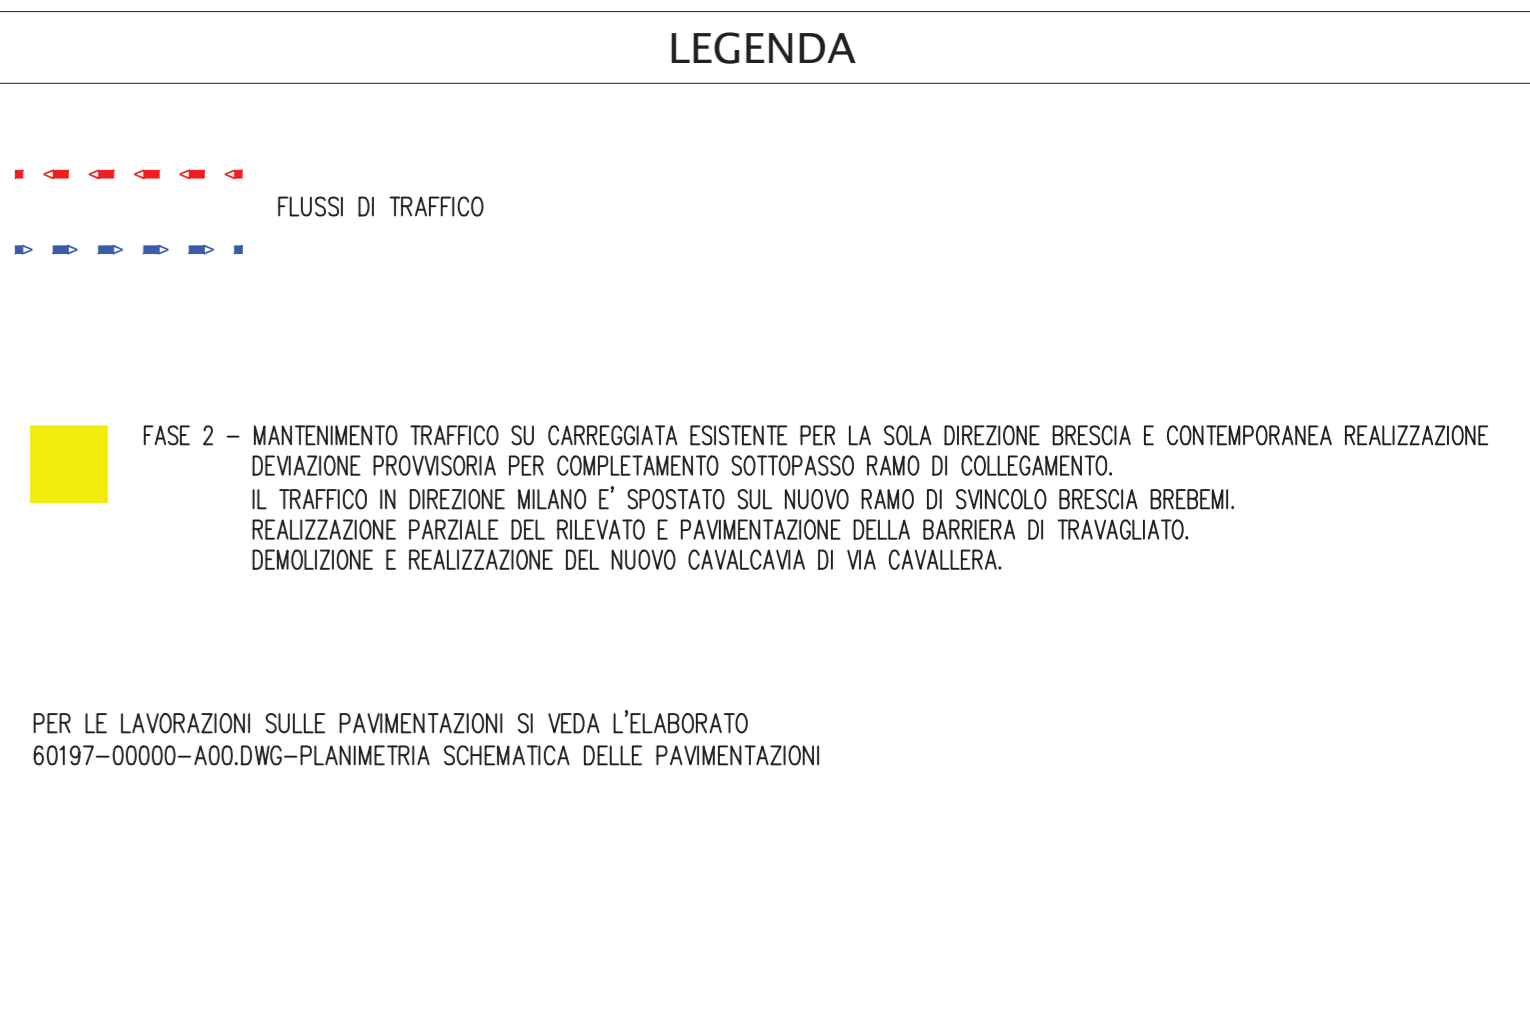 LEGENDA
FLUSSI DI TRAFFICO
FASE 2 – MANTENIMENTO TRAFFICO SU CARREGGIATA ESISTENTE PER LA SOLA DIREZIONE BRESCIA E CONTEMPORANEA REALIZZAZIONE
DEVIAZIONE PROVVISORIA PER COMPLETAMENTO SOTTOPASSO RAMO DI COLLEGAMENTO.
IL TRAFFICO IN DIREZIONE MILANO E' SPOSTATO SUL NUOVO RAMO DI SVINCOLO BRESCIA BREBEMI.
REALIZZAZIONE PARZIALE DEL RILEVATO E PAVIMENTAZIONE DELLA BARRIERA DI TRAVAGLIATO.
DEMOLIZIONE E REALIZZAZIONE DEL NUOVO CAVALCAVIA DI VIA CAVALLERA.
PER LE LAVORAZIONI SULLE PAVIMENTAZIONI SI VEDA L'ELABORATO
60197–00000–A00.DWG–PLANIMETRIA SCHEMATICA DELLE PAVIMENTAZIONI